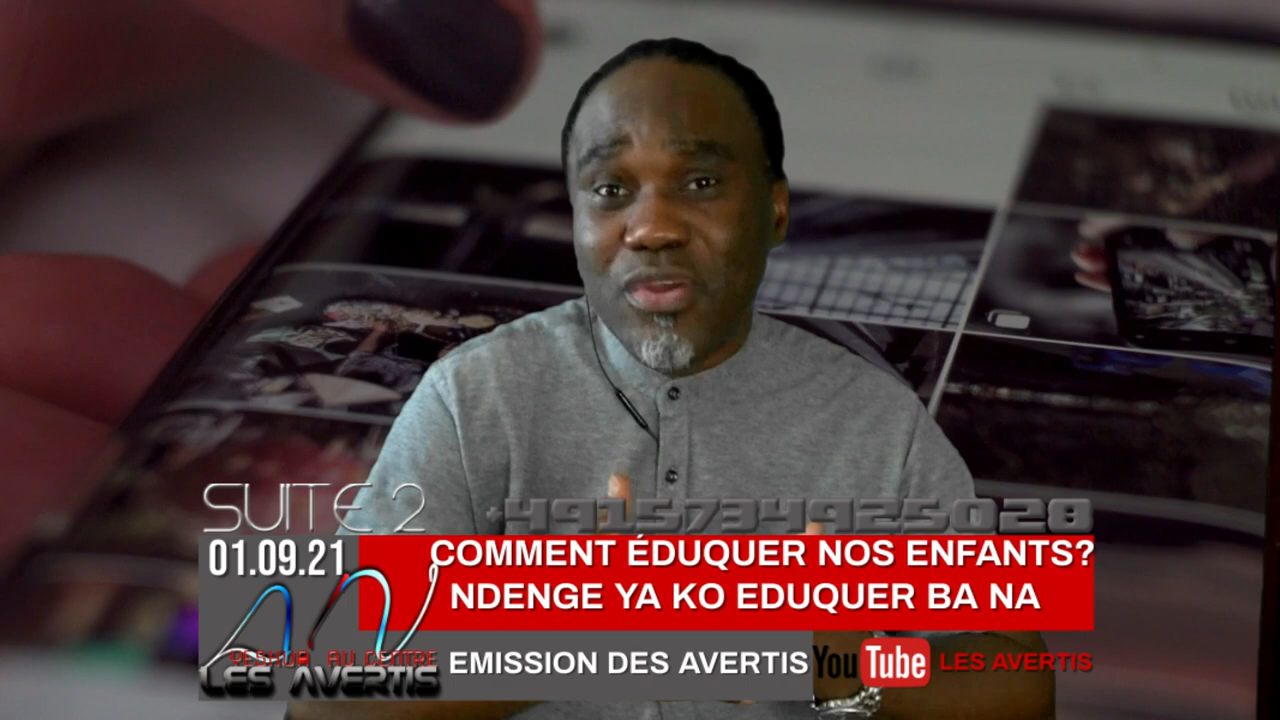 SUITE 2
+4915734925028
01.09.21
COMMENT ÉDUQUER NOS ENFANTS?
NDENGE YA KO EDUQUER BA NA
YESHUA AU CENTRE
LES AVERTIS
EMISSION DES AVERTIS
YouTube
LES AVERTIS